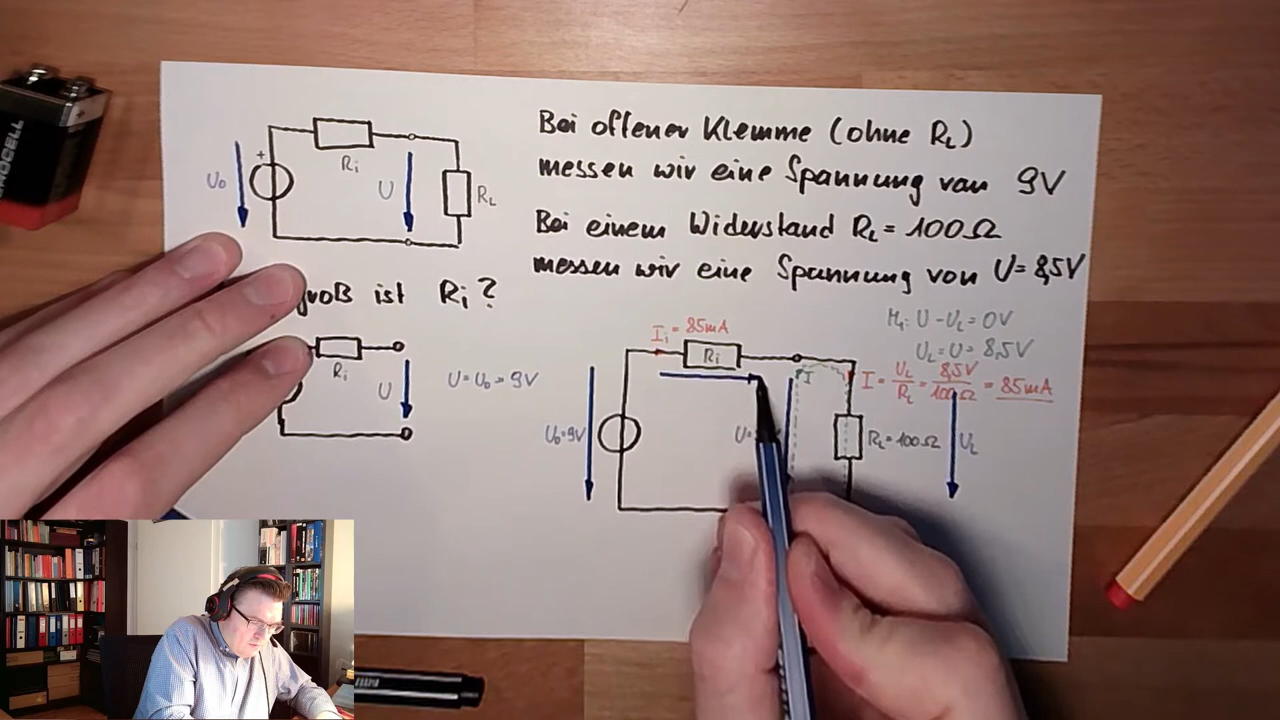 Bei offener Klemme (ohne RL)
messen wir eine Spannung von 9V
Bei einem Widerstand RL = 100Ω
messen wir eine Spannung von U = 8,5V
U0
+
Ri
U
RL
groß ist Ri?
Ri
U
U = U0 = 9V
Ii = 85mA
Ri
U0 = 9V
U =
I
M1: U - UL = 0V
UL = U = 8,5V
I = UL/RL = 8,5V/100Ω = 85mA
RL = 100Ω
UL